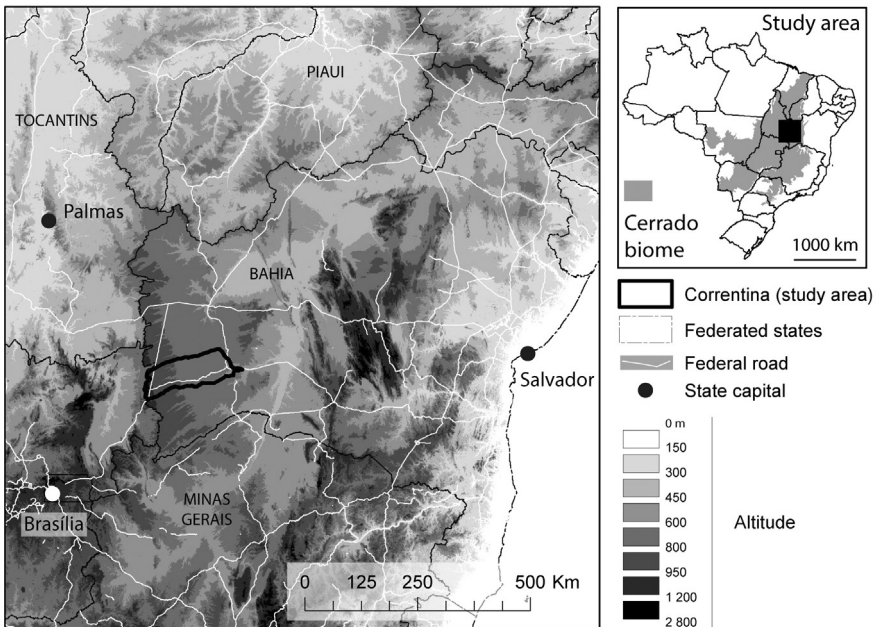 PIAUI
TOCANTINS
Palmas
BAHIA
Salvador
MINAS
GERAIS
Brasília
0 125 250 500 Km
Study area
Cerrado
biome
1000 km
Correntina (study area)
Federated states
Federal road
State capital
0 m
150
300
450
600
800
950
1 200
2 800
Altitude